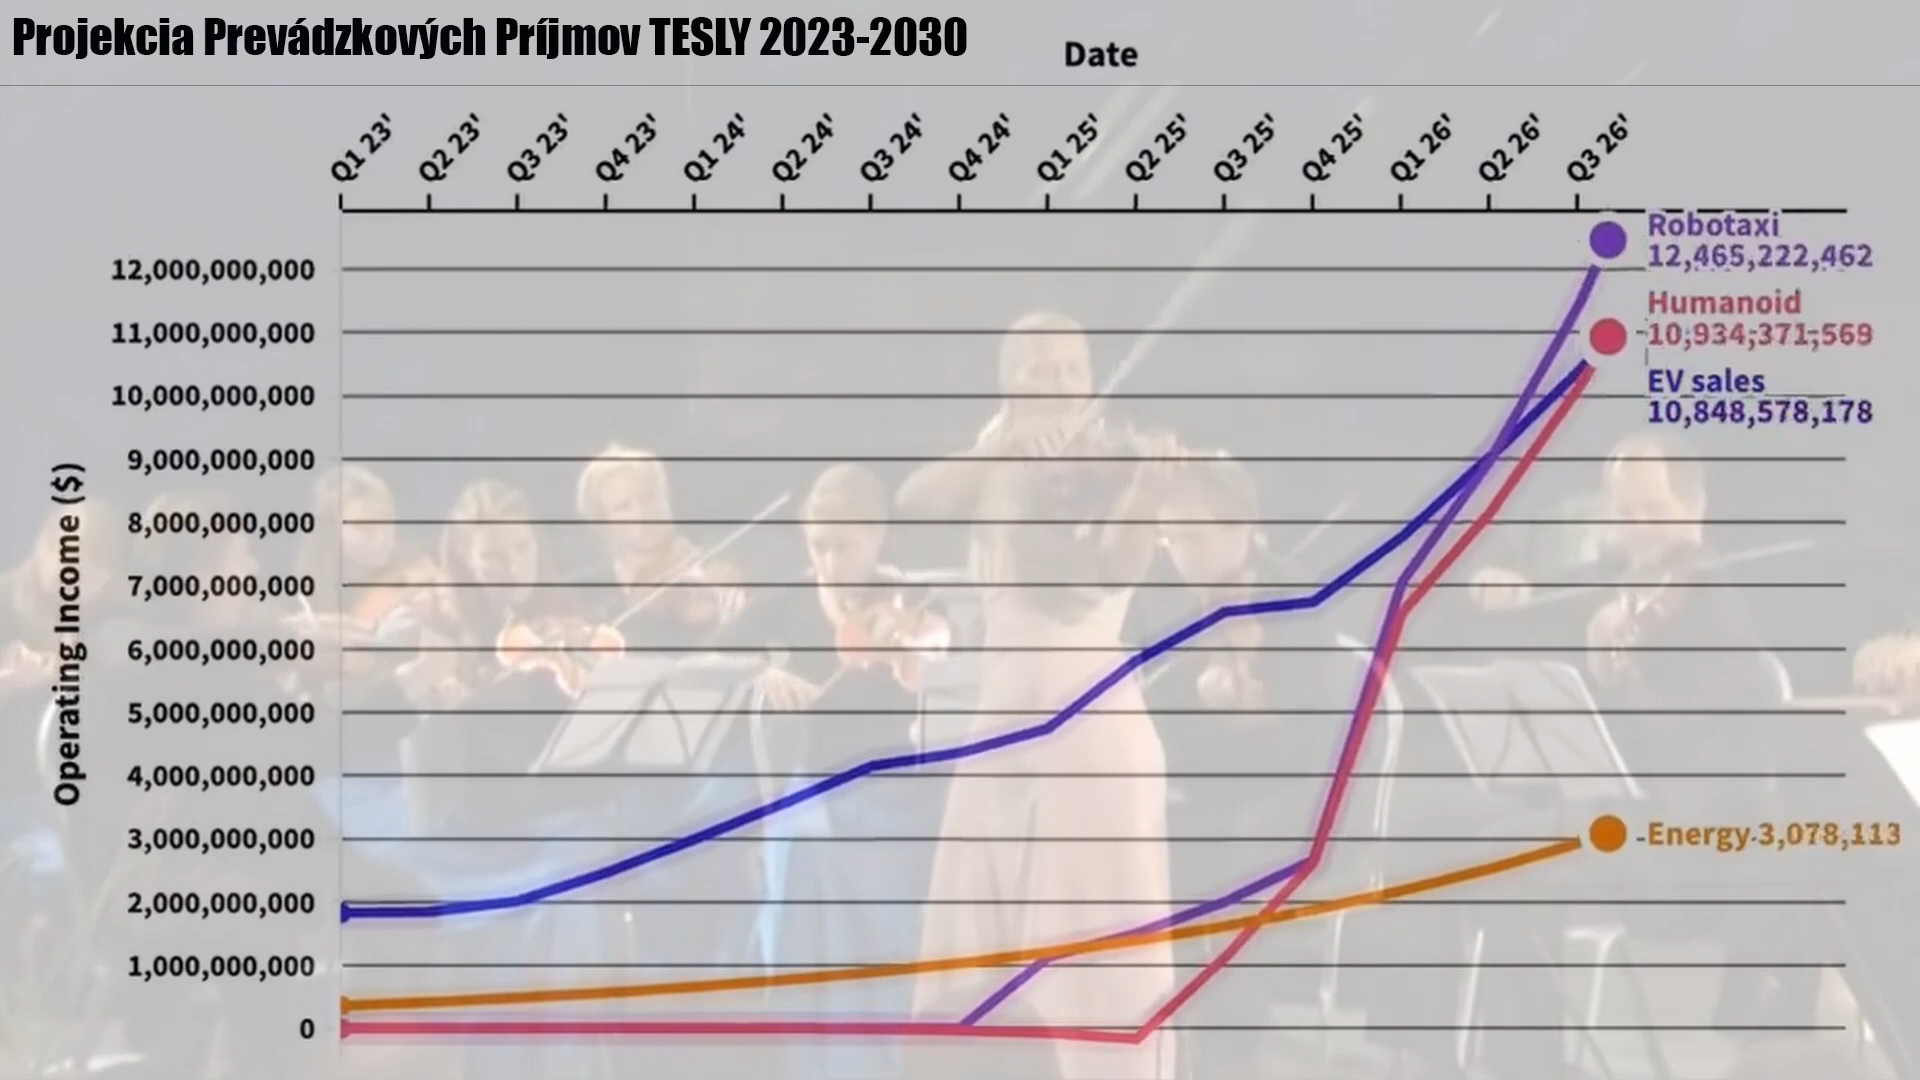 Projekcia Prevádzkových Príjmov TESLY 2023-2030
Date
Q1 23'
Q2 23'
Q3 23'
Q4 23'
Q1 24'
Q2 24'
Q3 24'
Q4 24'
Q1 25'
Q2 25'
Q3 25'
Q4 25'
Q1 26'
Q2 26'
Q3 26'
Operating Income ($)
12,000,000,000
11,000,000,000
10,000,000,000
9,000,000,000
8,000,000,000
7,000,000,000
6,000,000,000
5,000,000,000
4,000,000,000
3,000,000,000
2,000,000,000
1,000,000,000
0
Robotaxi
12,465,222,462
Humanoid
10,934,371,569
EV sales
10,848,578,178
Energy 3,078,113